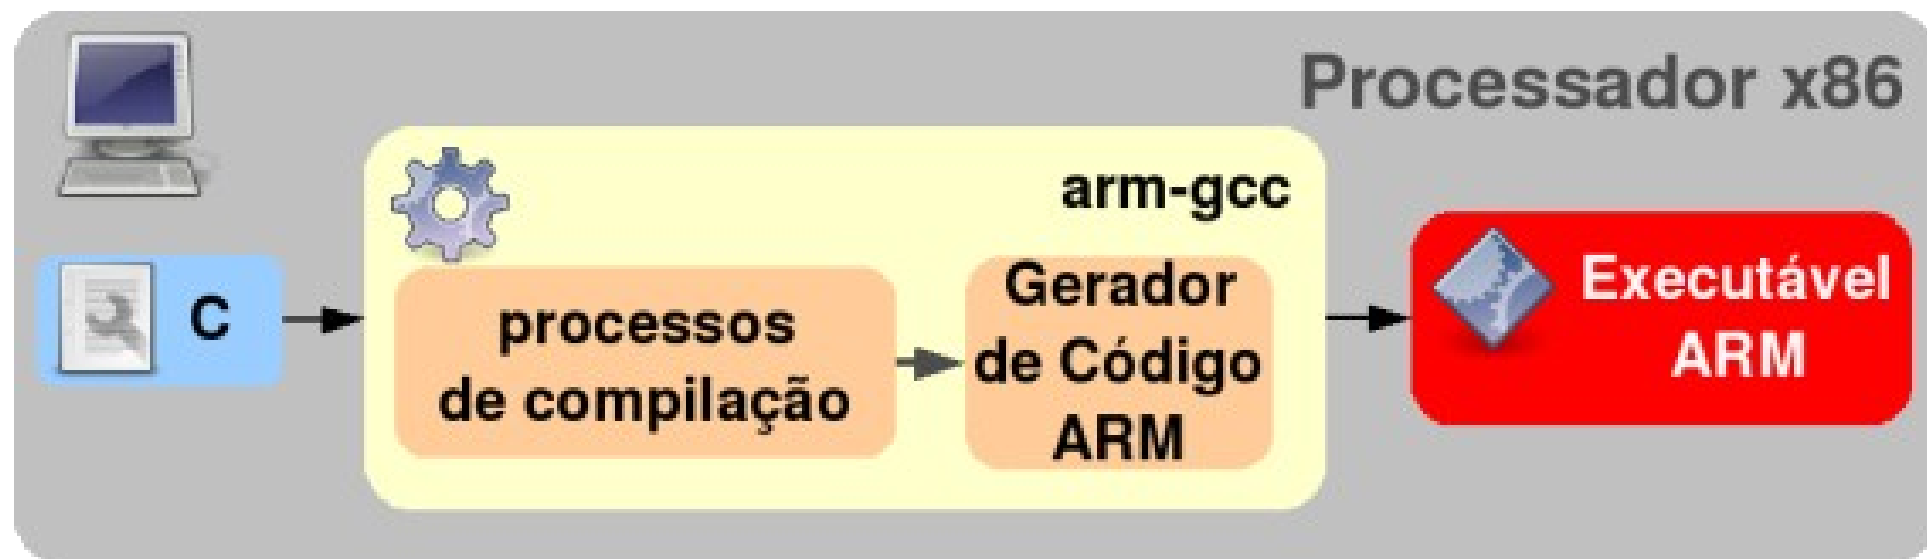 Processador x86
arm-gcc
C
processos
de compilação
Gerador
de Código
ARM
Executável
ARM